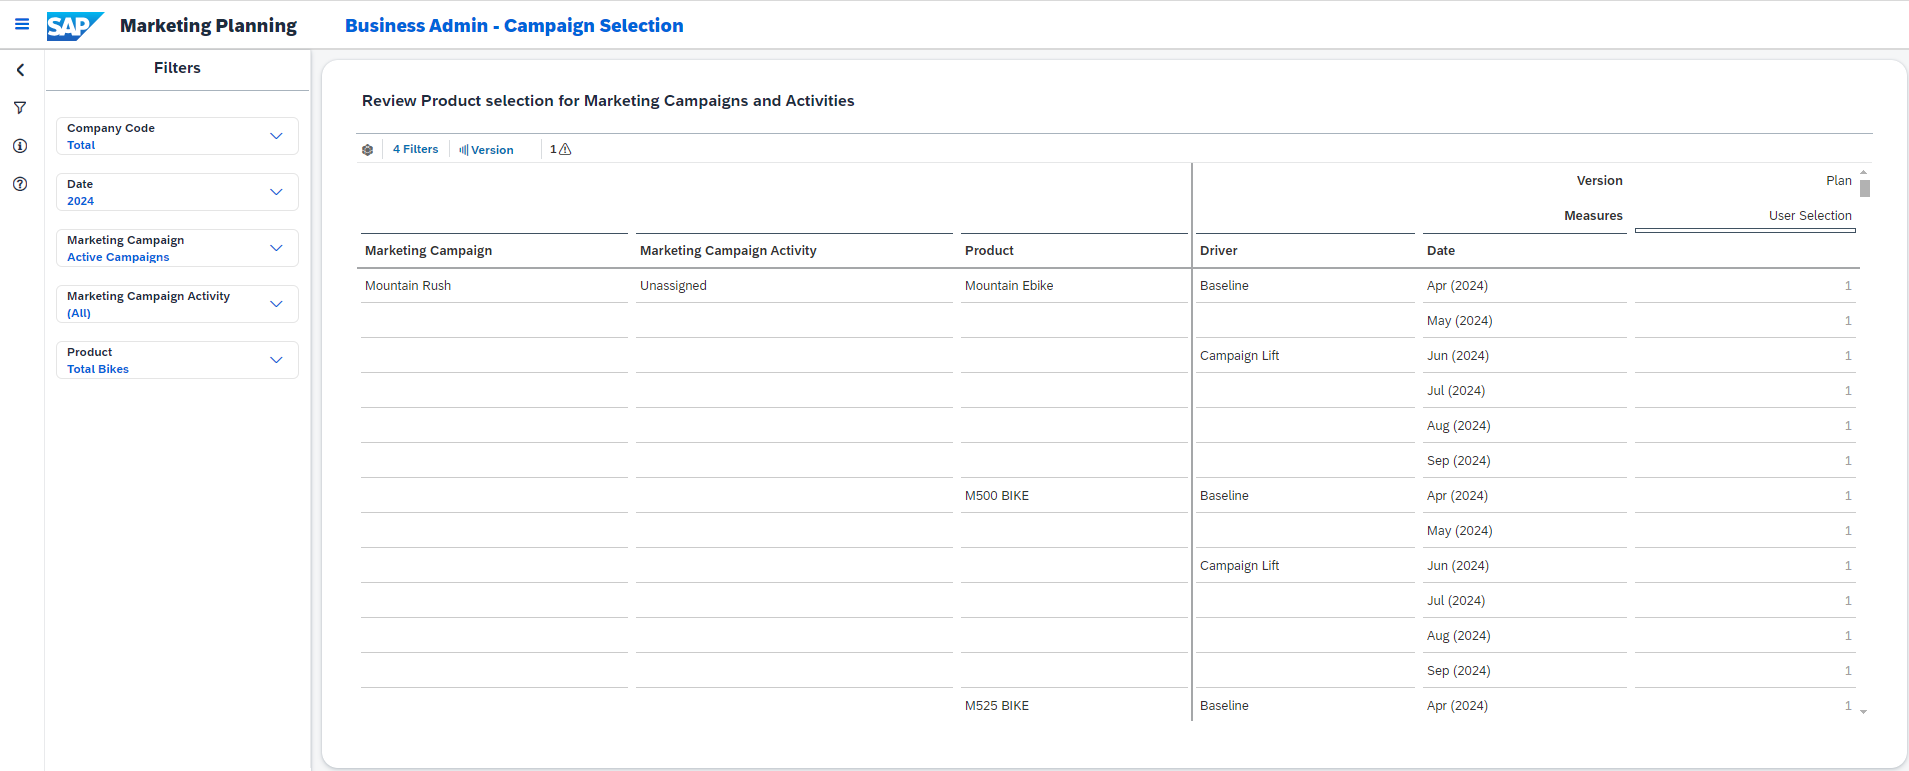 SAP Marketing Planning Business Admin - Campaign Selection
Filters
Company Code
Total
Date
2024
Marketing Campaign
Active Campaigns
Marketing Campaign Activity
(All)
Product
Total Bikes
Review Product selection for Marketing Campaigns and Activities
4 Filters Version 1
Version Plan
Measures User Selection
Marketing Campaign Marketing Campaign Activity Product Driver Date
Mountain Rush Unassigned Mountain Ebike Baseline Apr (2024) 1
May (2024) 1
Campaign Lift Jun (2024) 1
Jul (2024) 1
Aug (2024) 1
Sep (2024) 1
M500 BIKE Baseline Apr (2024) 1
May (2024) 1
Campaign Lift Jun (2024) 1
Jul (2024) 1
Aug (2024) 1
Sep (2024) 1
M525 BIKE Baseline Apr (2024) 1